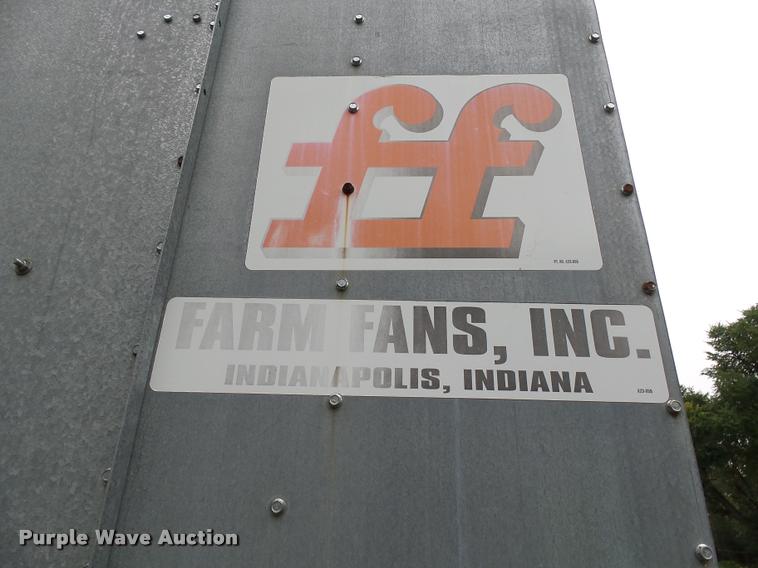 ff
FARM FANS, INC.
INDIANAPOLIS, INDIANA
Purple Wave Auction